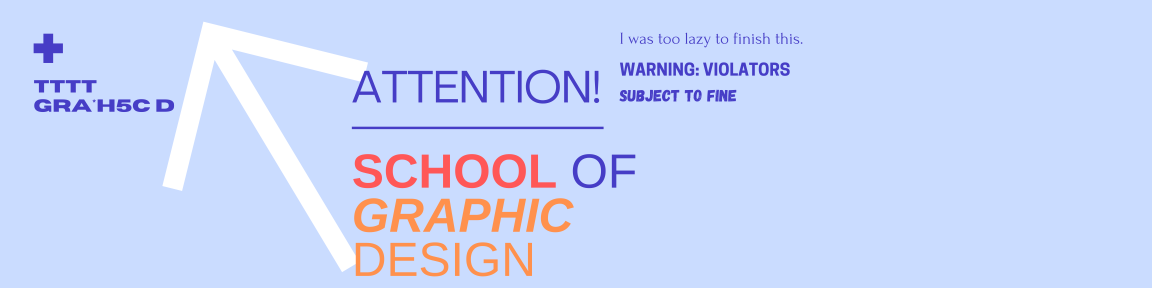 TTTT
GRA'H5C D
ATTENTION!
SCHOOL OF
GRAPHIC
DESIGN
I was too lazy to finish this.
WARNING: VIOLATORS
SUBJECT TO FINE